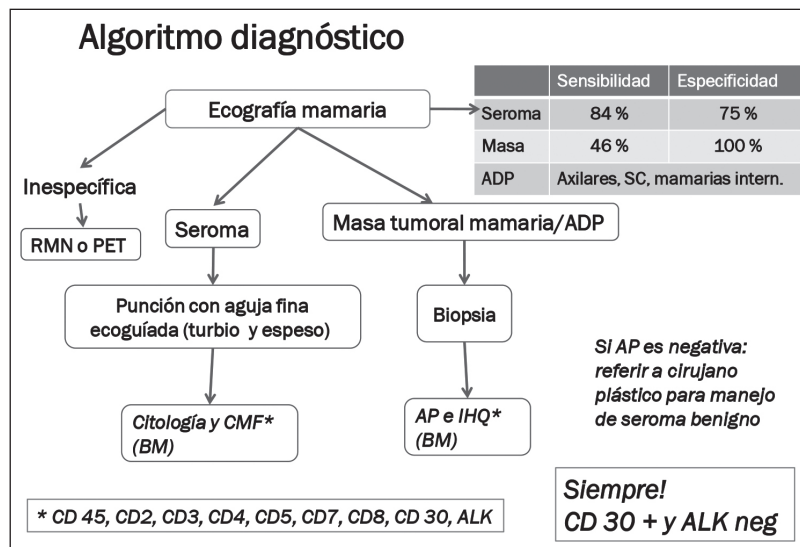 Algoritmo diagnóstico
Sensibilidad Especificidad
Seroma 84 % 75 %
Masa 46 % 100 %
ADP Axilares, SC, mamarias intern.
Ecografía mamaria
Inespecífica
RMN o PET
Seroma
Masa tumoral mamaria/ADP
Punción con aguja fina
ecoguíada (turbio y espeso)
Biopsia
Citología y CMF*
(BM)
AP e IHQ*
(BM)
Si AP es negativa:
referir a cirujano
plástico para manejo
de seroma benigno
* CD 45, CD2, CD3, CD4, CD5, CD7, CD8, CD 30, ALK
Siempre!
CD 30 + y ALK neg